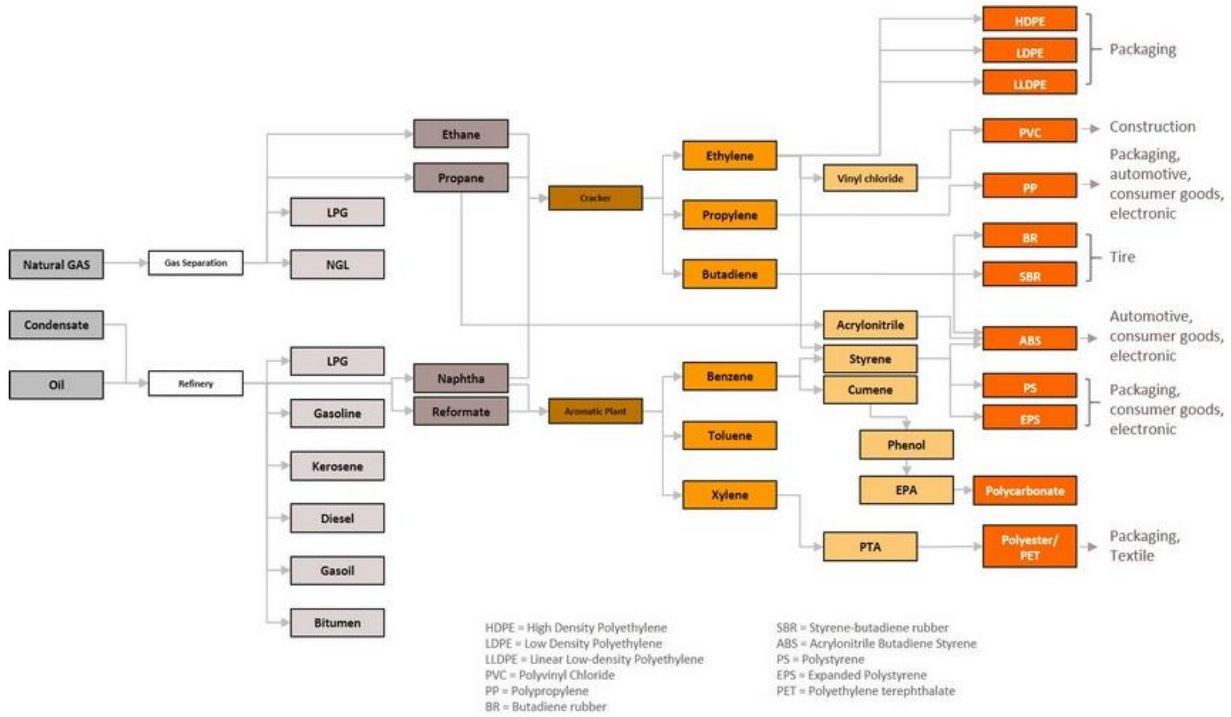 HDPE
LDPE
LLDPE
Packaging
Ethane
Propane
Ethylene
Vinyl chloride
PVC
Construction
Cracker
PP
Packaging,
automotive,
consumer goods,
electronic
LPG
Propylene
BR
SBR
Tire
Natural GAS
Gas Separation
NGL
Butadiene
Condensate
Acrylonitrile
ABS
Automotive,
consumer goods,
electronic
LPG
Styrene
Oil
Refinery
Naphtha
Reformate
Aromatic Plant
Benzene
Cumene
PS
EPS
Packaging,
consumer goods,
electronic
Gasoline
Toluene
Phenol
Kerosene
Xylene
EPA
Polycarbonate
Diesel
PTA
Polyester/
PET
Packaging,
Textile
Gasoil
Bitumen
HDPE = High Density Polyethylene
LDPE = Low Density Polyethylene
LLDPE = Linear Low-density Polyethylene
PVC = Polyvinyl Chloride
PP = Polypropylene
BR = Butadiene rubber
SBR = Styrene-butadiene rubber
ABS = Acrylonitrile Butadiene Styrene
PS = Polystyrene
EPS = Expanded Polystyrene
PET = Polyethylene terephthalate